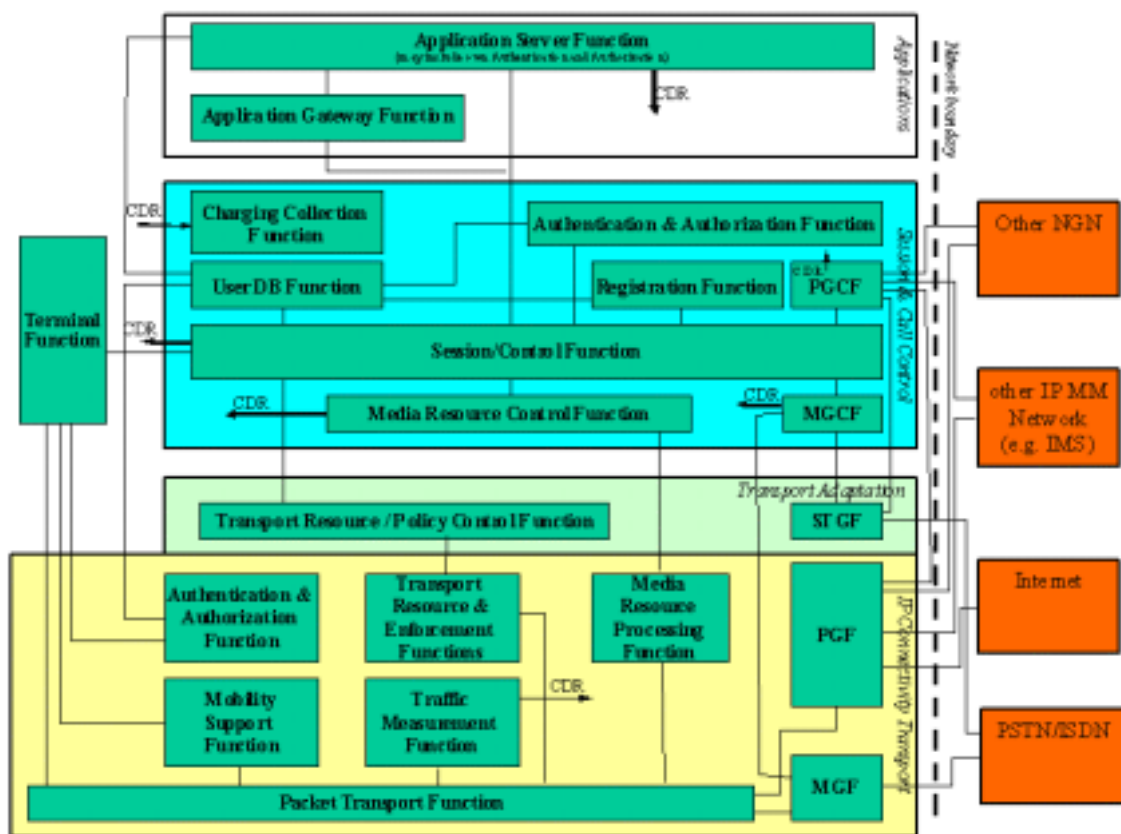 Application Server Function
CDR
Application Gateway Function
Applications
Network boundary
CDR
Charging Collection
Function
Authentication & Authorization Function
Other NGN
UserDB Function
Registration Function
CDR
PGCF
Terminal
Function
CDR
Session/Control Function
Session & Call Control
CDR
Media Resource Control Function
CDR
MGCF
other IP MM
Network
(e.g. IMS)
Transport Adaptation
Transport Resource / Policy Control Function
STGF
Authentication &
Authorization
Function
Transport
Resource &
Enforcement
Functions
Media
Resource
Processing
Function
PGF
Internet
IPConnectivity Transport
Mobility
Support
Function
Traffic
Measurement
Function
CDR
PSTN/ISDN
Packet Transport Function
MGF